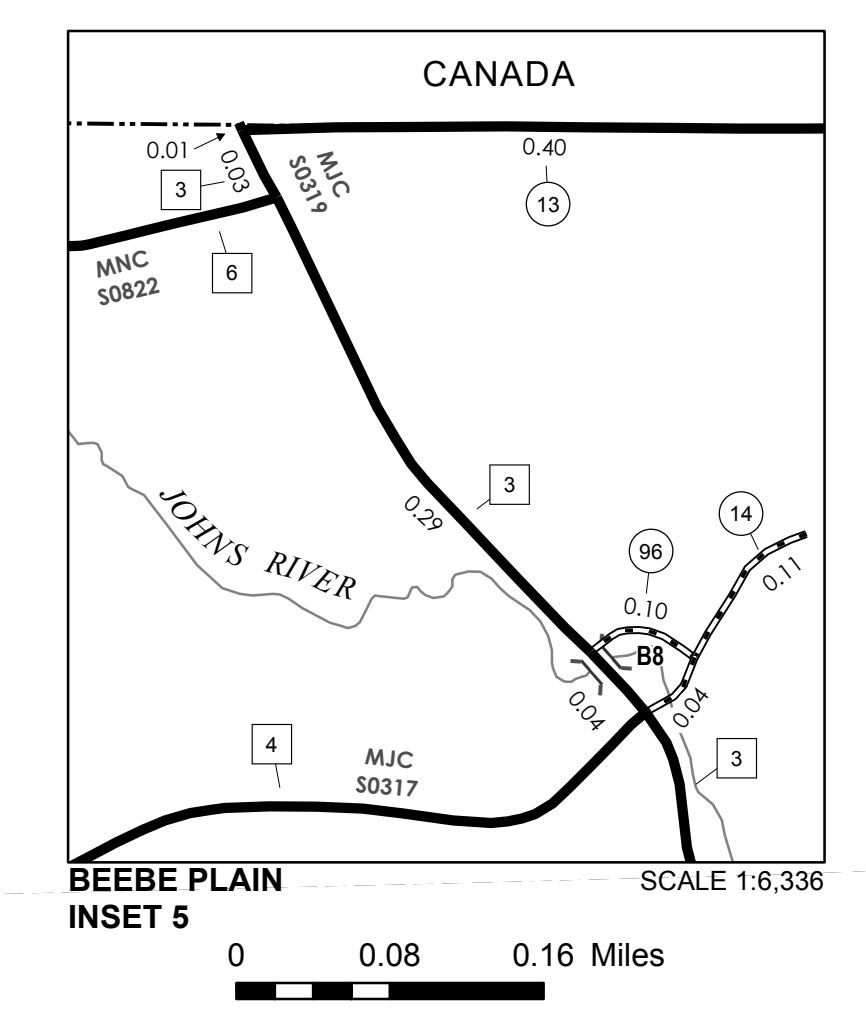 CANADA
0.01
0.03
MJC
S0319
0.40
3
13
MNC
S0822
6
JOHNS RIVER
0.29
3
14
96
0.10
0.11
B8
0.04
0.04
4
MJC
S0317
3
BEEBE PLAIN
SCALE 1:6,336
INSET 5
0 0.08 0.16 Miles